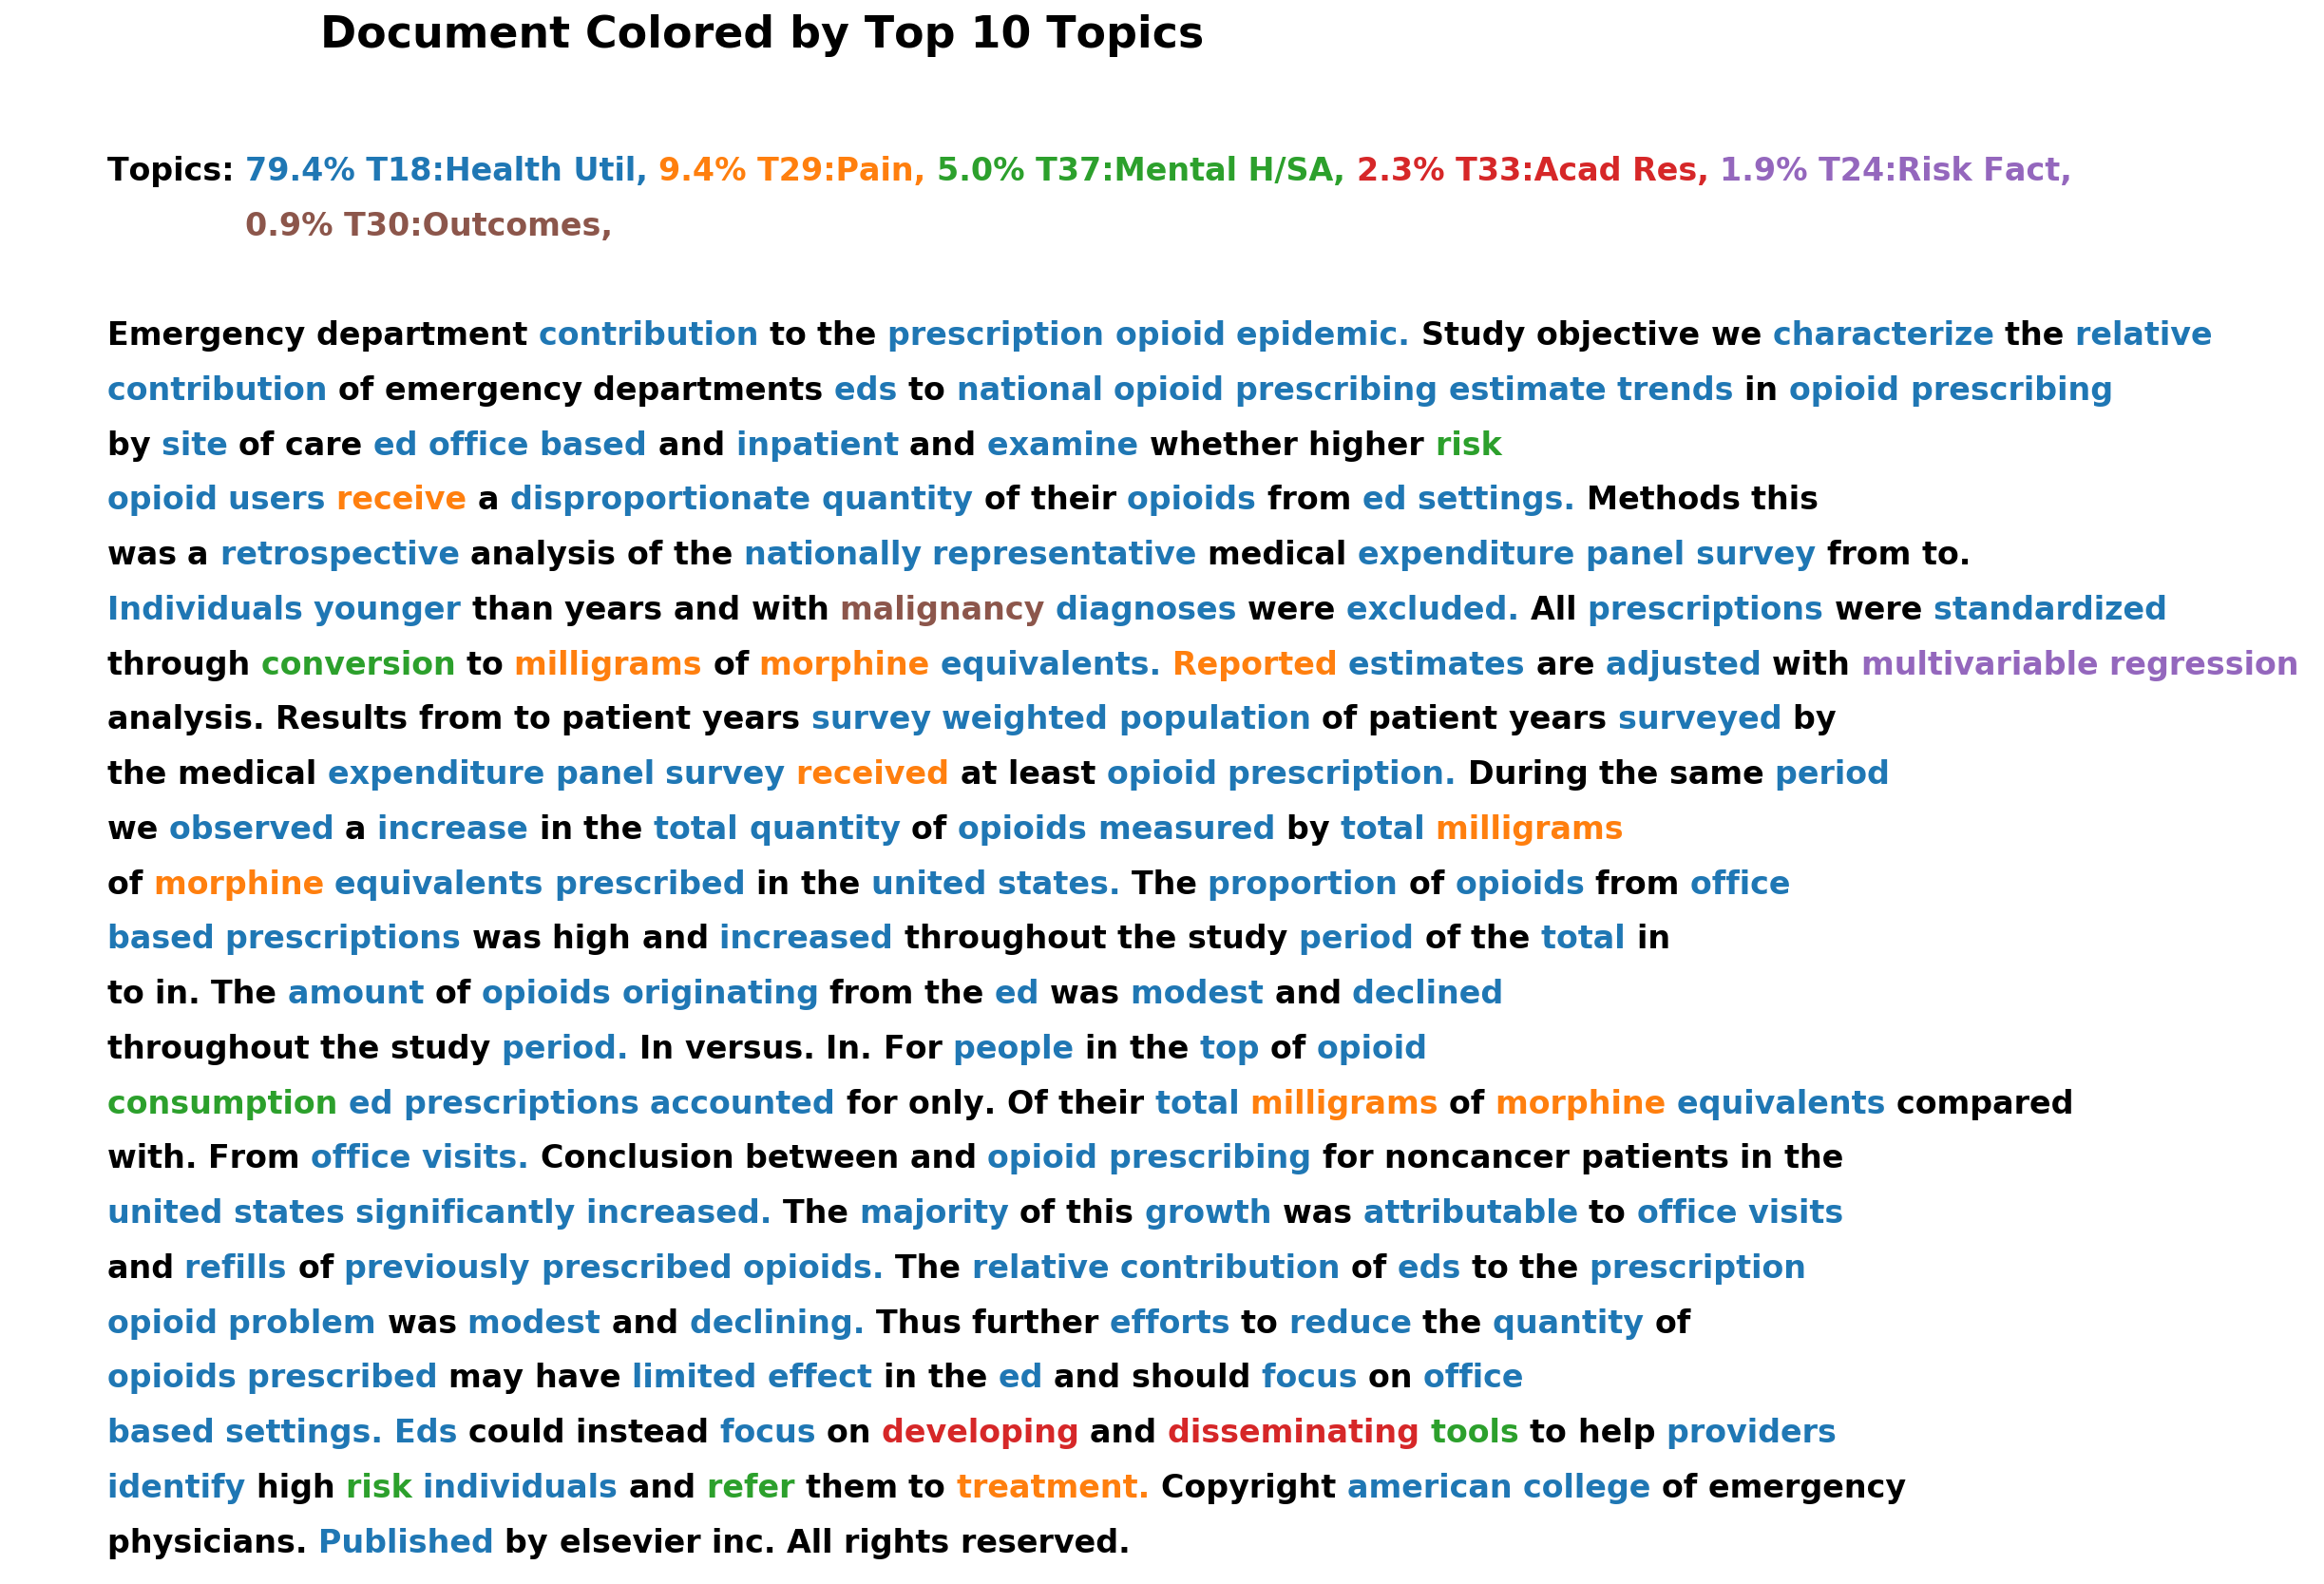 Document Colored by Top 10 Topics
Topics: 79.4% T18:Health Util, 9.4% T29:Pain, 5.0% T37:Mental H/SA, 2.3% T33:Acad Res, 1.9% T24:Risk Fact,
0.9% T30:Outcomes,
Emergency department contribution to the prescription opioid epidemic. Study objective we characterize the relative
contribution of emergency departments eds to national opioid prescribing estimate trends in opioid prescribing
by site of care ed office based and inpatient and examine whether higher risk
opioid users receive a disproportionate quantity of their opioids from ed settings. Methods this
was a retrospective analysis of the nationally representative medical expenditure panel survey from to.
Individuals younger than years and with malignancy diagnoses were excluded. All prescriptions were standardized
through conversion to milligrams of morphine equivalents. Reported estimates are adjusted with multivariable regression
analysis. Results from to patient years survey weighted population of patient years surveyed by
the medical expenditure panel survey received at least opioid prescription. During the same period
we observed a increase in the total quantity of opioids measured by total milligrams
of morphine equivalents prescribed in the united states. The proportion of opioids from office
based prescriptions was high and increased throughout the study period of the total in
to in. The amount of opioids originating from the ed was modest and declined
throughout the study period. In versus. In. For people in the top of opioid
consumption ed prescriptions accounted for only. Of their total milligrams of morphine equivalents compared
with. From office visits. Conclusion between and opioid prescribing for noncancer patients in the
united states significantly increased. The majority of this growth was attributable to office visits
and refills of previously prescribed opioids. The relative contribution of eds to the prescription
opioid problem was modest and declining. Thus further efforts to reduce the quantity of
opioids prescribed may have limited effect in the ed and should focus on office
based settings. Eds could instead focus on developing and disseminating tools to help providers
identify high risk individuals and refer them to treatment. Copyright american college of emergency
physicians. Published by elsevier inc. All rights reserved.